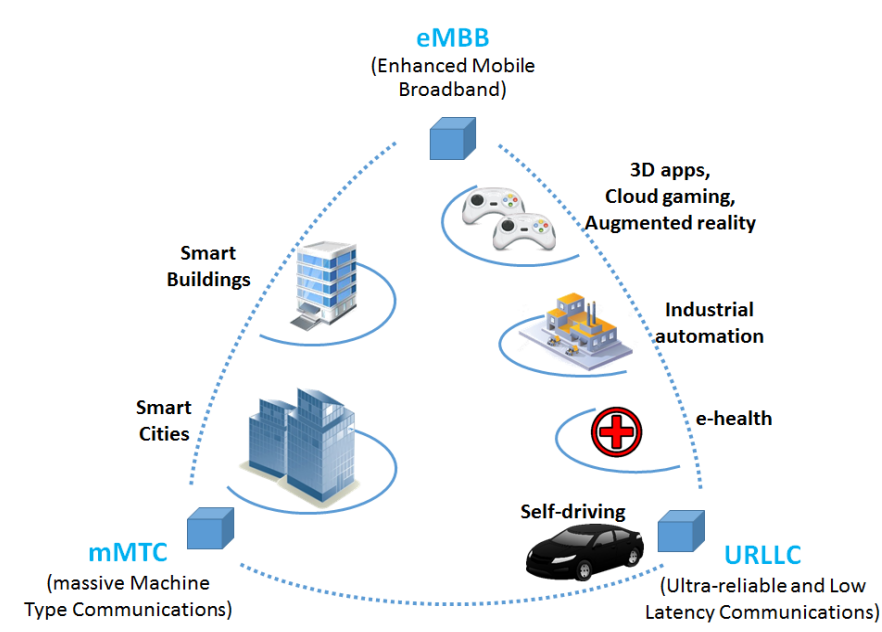 eMBB
(Enhanced Mobile
Broadband)
3D apps,
Cloud gaming,
Augmented reality
Smart
Buildings
Industrial
automation
Smart
Cities
e-health
Self-driving
mMTC
(massive Machine
Type Communications)
URLLC
(Ultra-reliable and Low
Latency Communications)